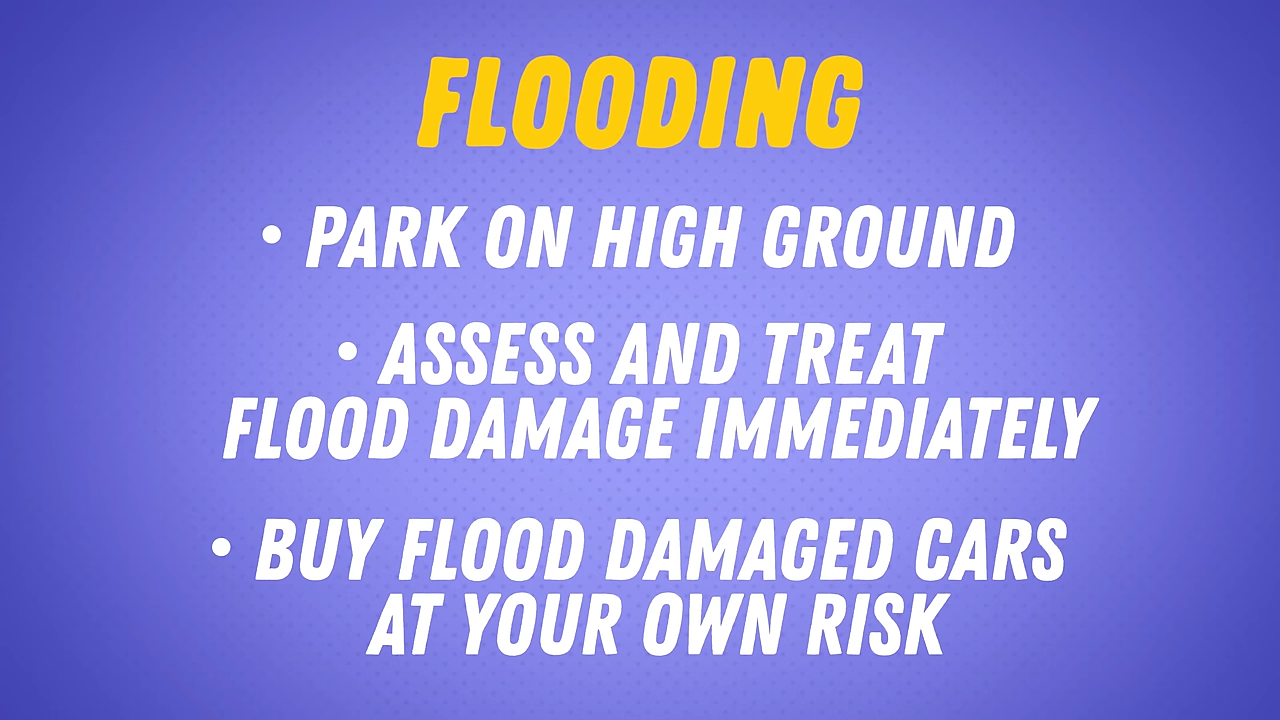 FLOODING
• PARK ON HIGH GROUND
• ASSESS AND TREAT
FLOOD DAMAGE IMMEDIATELY
• BUY FLOOD DAMAGED CARS
AT YOUR OWN RISK